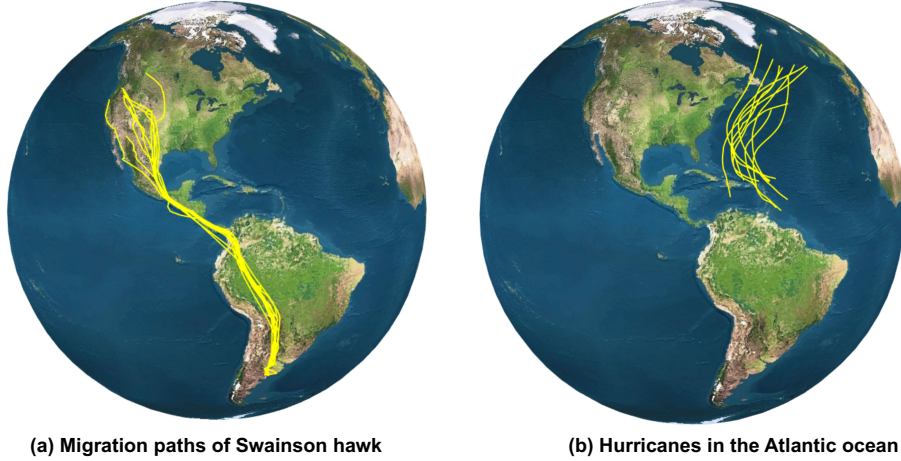 (a) Migration paths of Swainson hawk
(b) Hurricanes in the Atlantic ocean